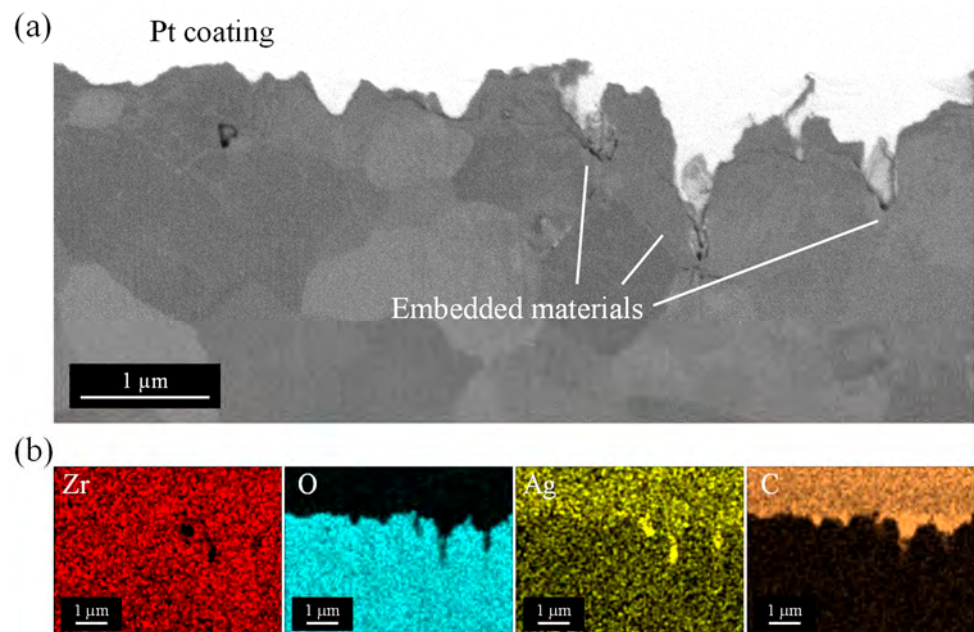 (a)
Pt coating
Embedded materials
1 µm
(b)
Zr
O
Ag
C
1 µm
1 µm
1 µm
1 µm